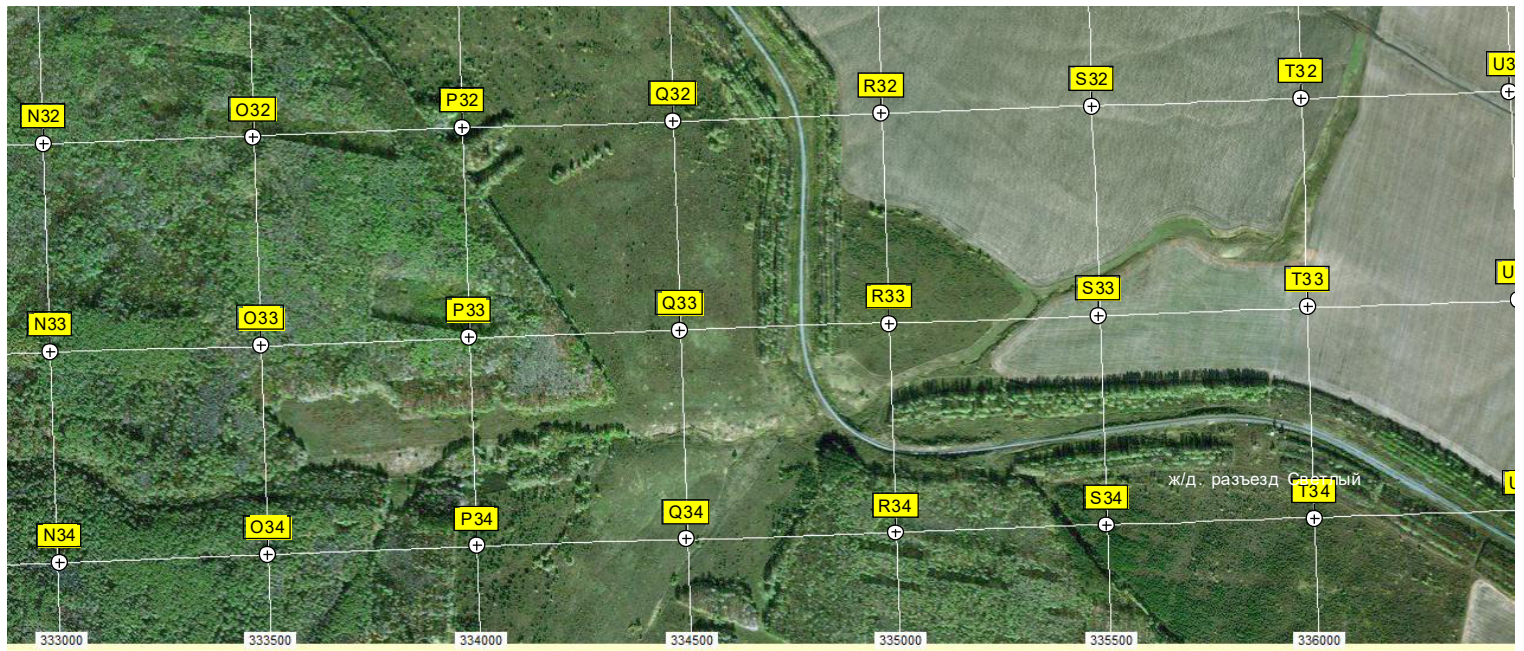 N32 O32 P32 Q32 R32 S32 T32 U3
N33 O33 P33 Q33 R33 S33 T33 U
ж/д. разъезд Светлый
N34 O34 P34 Q34 R34 S34 T34 U
333000 333500 334000 334500 335000 335500 336000